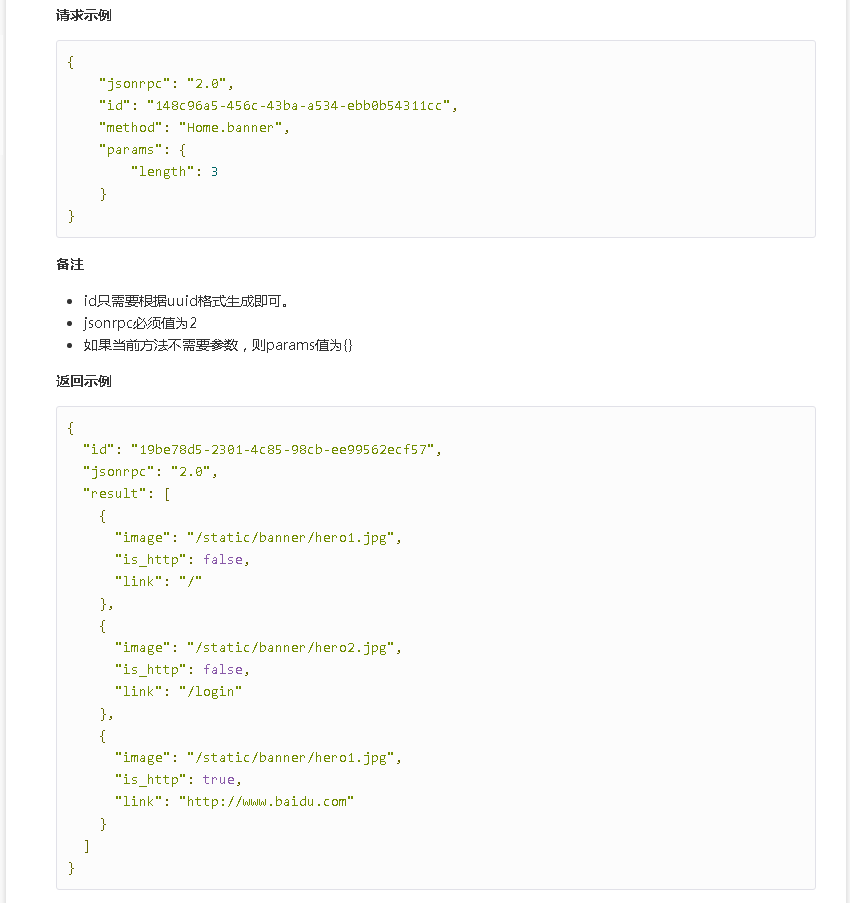 请求示例
{
    "jsonrpc": "2.0",
    "id": "148c96a5-456c-43ba-a534-ebb0b54311cc",
    "method": "Home.banner",
    "params": {
        "length": 3
    }
}
备注
• id只需要根据uuid格式生成即可。
• jsonrpc必须值为2
• 如果当前方法不需要参数，则params值为{}
返回示例
{
  "id": "19be78d5-2301-4c85-98cb-ee99562ecf57",
  "jsonrpc": "2.0",
  "result": [
    {
      "image": "/static/banner/hero1.jpg",
      "is_http": false,
      "link": "/"
    },
    {
      "image": "/static/banner/hero2.jpg",
      "is_http": false,
      "link": "/login"
    },
    {
      "image": "/static/banner/hero1.jpg",
      "is_http": true,
      "link": "http://www.baidu.com"
    }
  ]
}